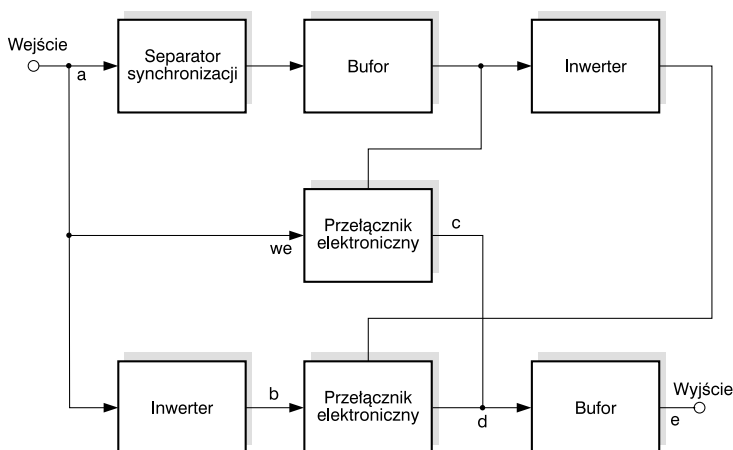 Wejście
a
Separator
synchronizacji
Bufor
Inwerter
we
Przełącznik
elektroniczny
c
Inwerter
b
Przełącznik
elektroniczny
d
Bufor
Wyjście
e